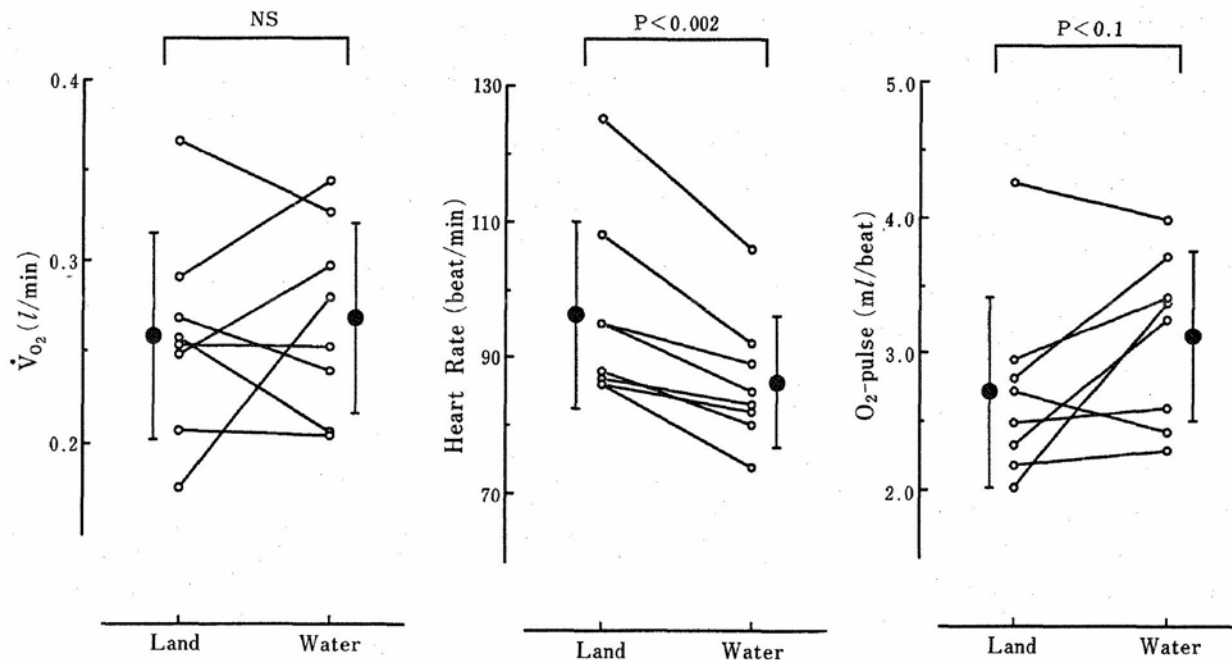 NS
0.4
0.3
0.2
V̇O₂ (l/min)
Land Water
P<0.002
130
110
90
70
Heart Rate (beat/min)
Land Water
P<0.1
5.0
4.0
3.0
2.0
O₂-pulse (ml/beat)
Land Water